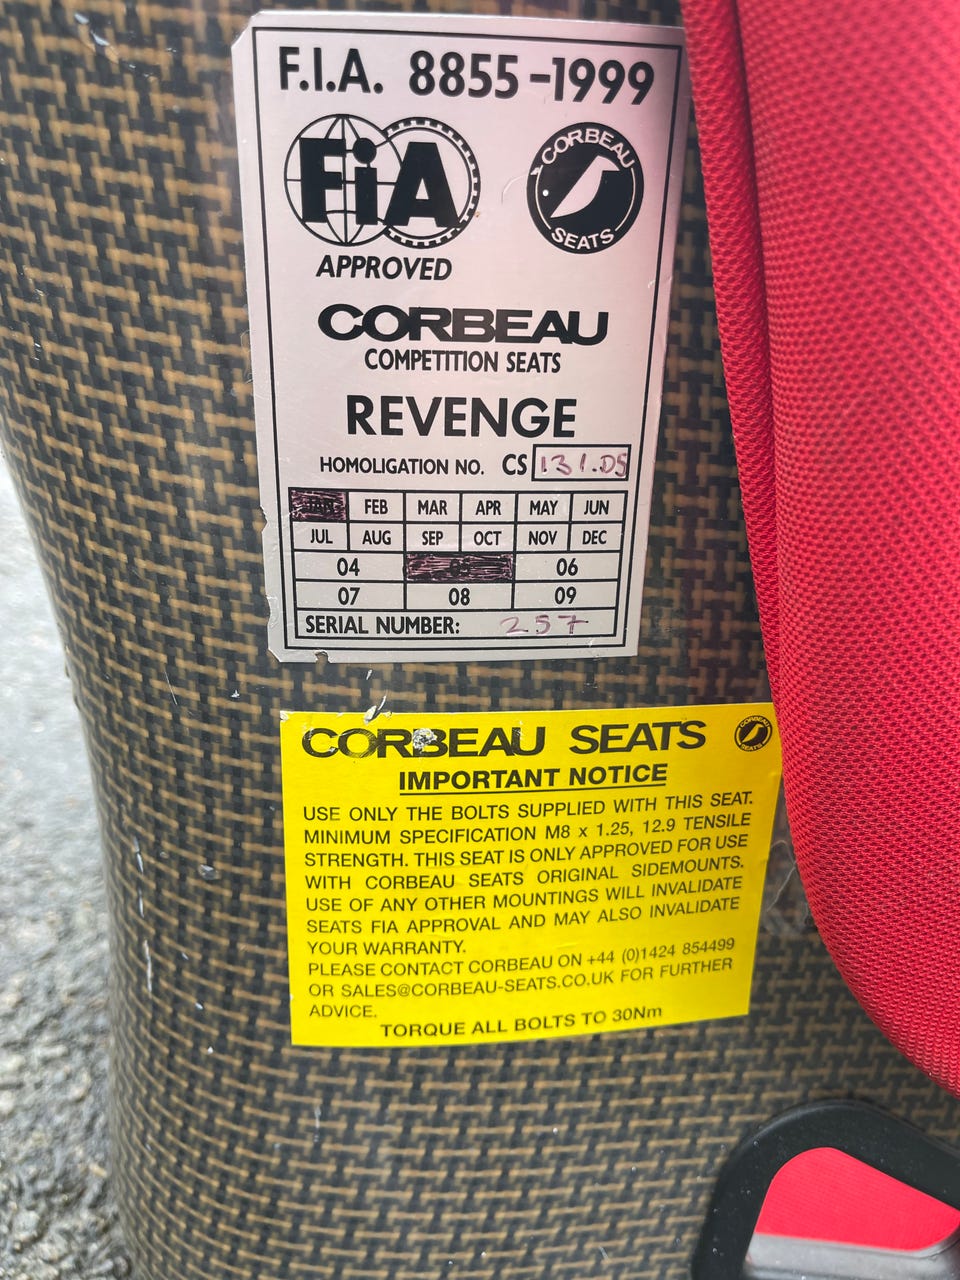 F.I.A. 8855-1999
FiA
CORBEAU
SEATS
APPROVED
CORBEAU
COMPETITION SEATS
REVENGE
HOMOLIGATION NO. CS 131.05
JAN FEB MAR APR MAY JUN
JUL AUG SEP OCT NOV DEC
04 05 06
07 08 09
SERIAL NUMBER: 257
CORBEAU SEATS
CORBEAU
SEATS
IMPORTANT NOTICE
USE ONLY THE BOLTS SUPPLIED WITH THIS SEAT.
MINIMUM SPECIFICATION M8 x 1.25, 12.9 TENSILE
STRENGTH. THIS SEAT IS ONLY APPROVED FOR USE
WITH CORBEAU SEATS ORIGINAL SIDEMOUNTS.
USE OF ANY OTHER MOUNTINGS WILL INVALIDATE
SEATS FIA APPROVAL AND MAY ALSO INVALIDATE
YOUR WARRANTY.
PLEASE CONTACT CORBEAU ON +44 (0)1424 854499
OR SALES@CORBEAU-SEATS.CO.UK FOR FURTHER
ADVICE.
TORQUE ALL BOLTS TO 30Nm